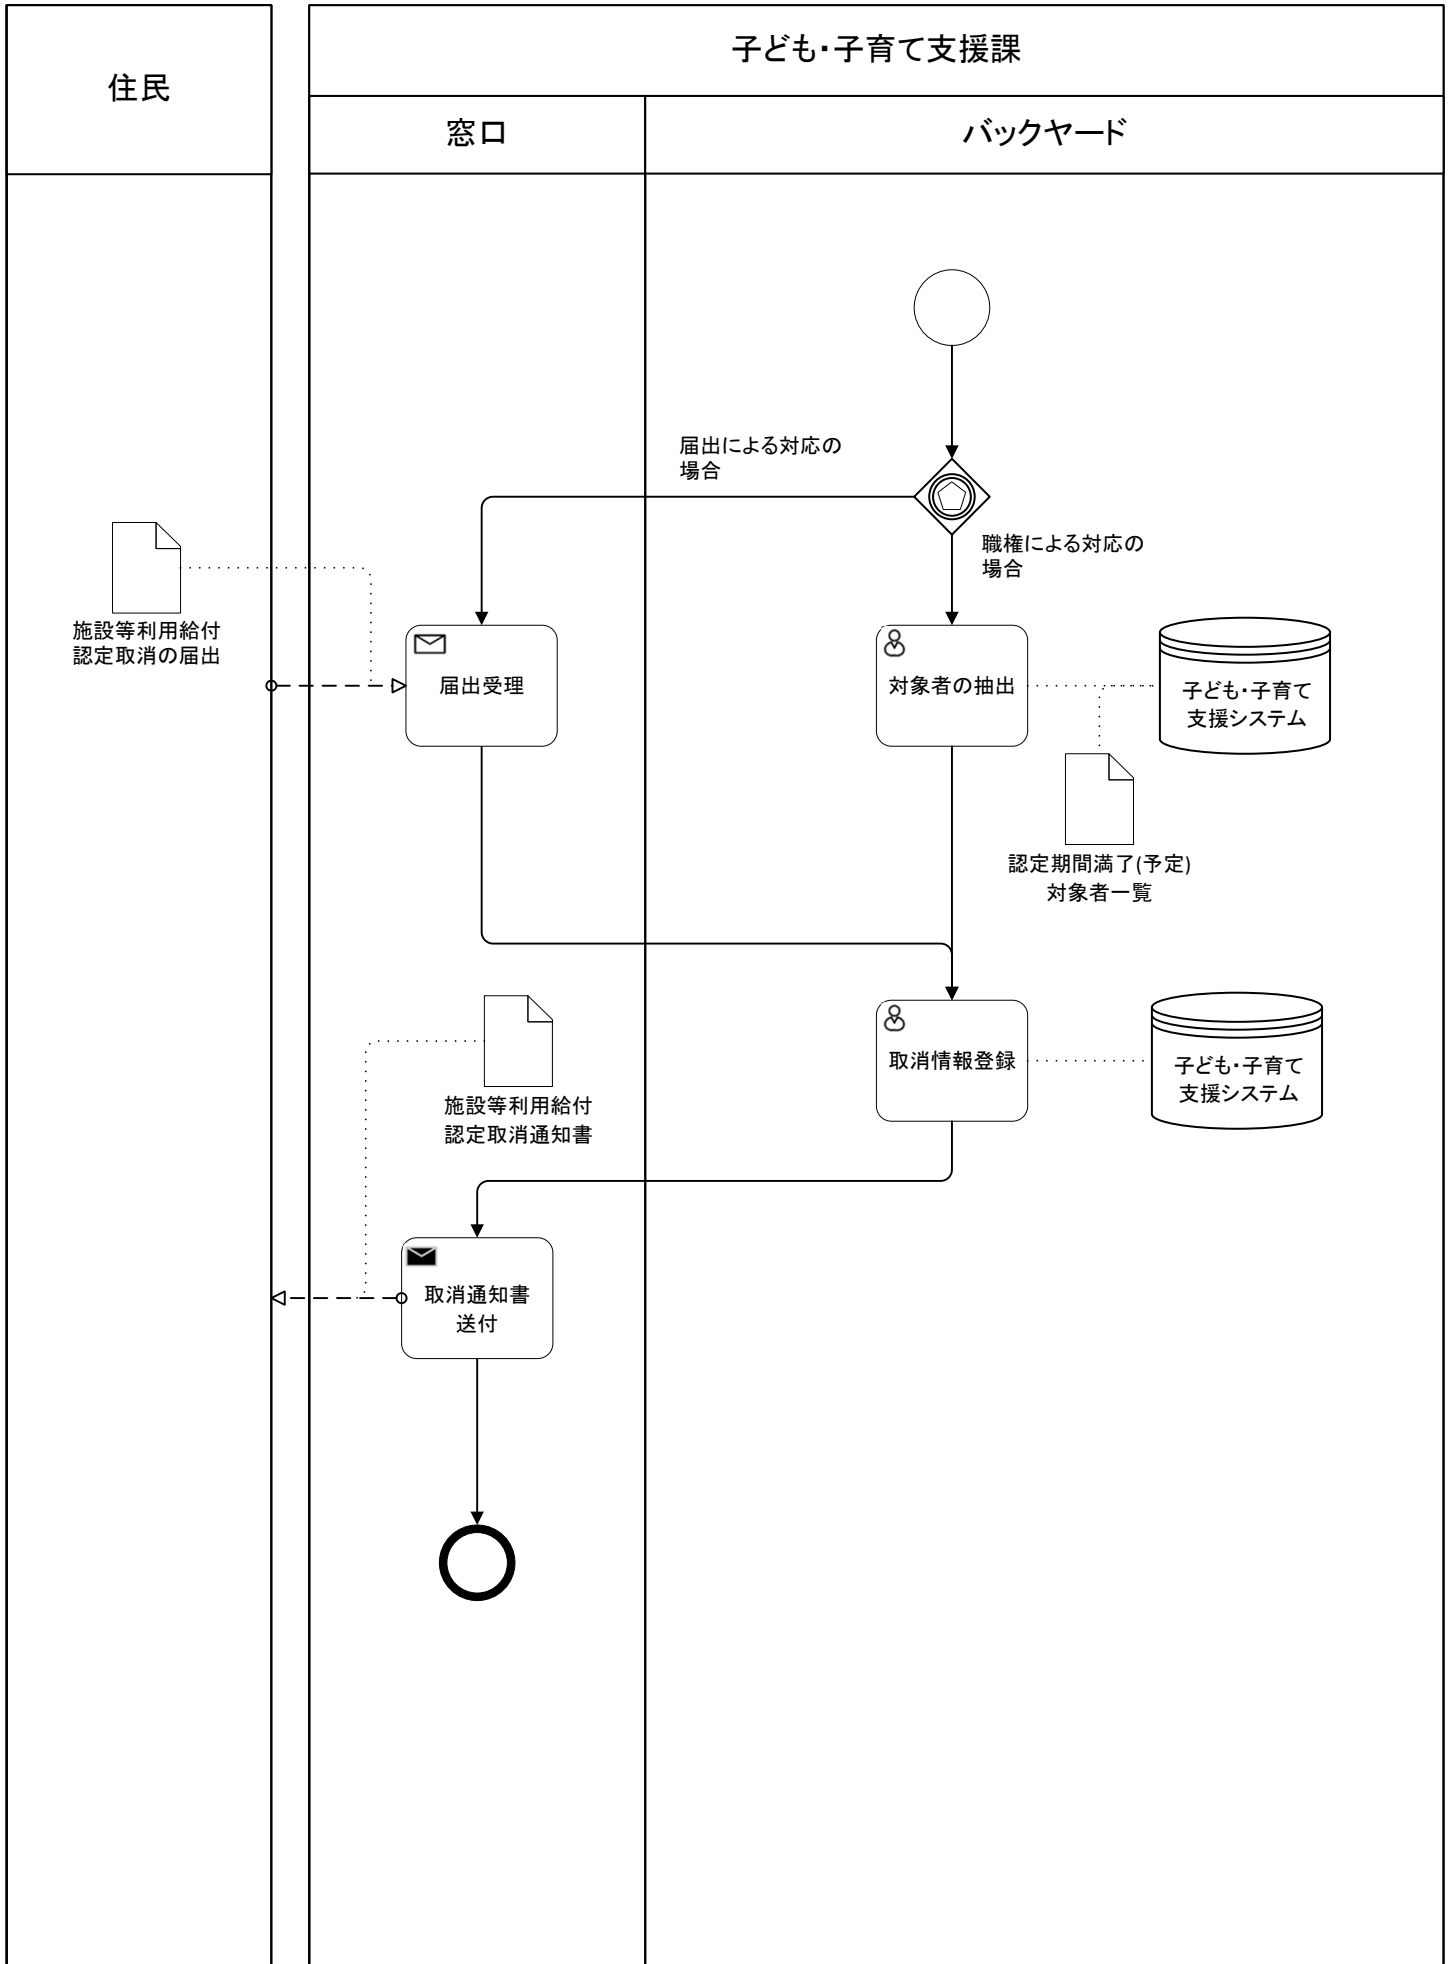 住民
子ども・子育て支援課
窓口
バックヤード
届出による対応の
場合
職権による対応の
場合
施設等利用給付
認定取消の届出
届出受理
対象者の抽出
子ども・子育て
支援システム
認定期間満了(予定)
対象者一覧
取消情報登録
子ども・子育て
支援システム
施設等利用給付
認定取消通知書
取消通知書
送付